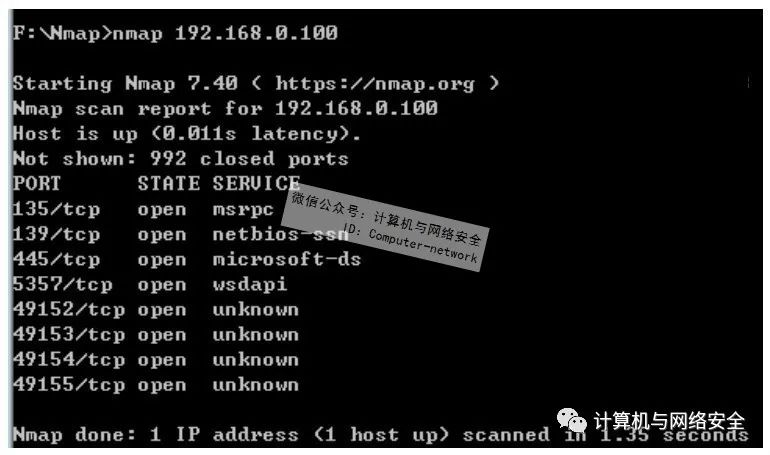 F:\Nmap>nmap 192.168.0.100
Starting Nmap 7.40 ( https://nmap.org )
Nmap scan report for 192.168.0.100
Host is up (0.011s latency).
Not shown: 992 closed ports
PORT STATE SERVICE
135/tcp open msrpc
139/tcp open netbios-ssn
445/tcp open microsoft-ds
5357/tcp open wsdapi
49152/tcp open unknown
49153/tcp open unknown
49154/tcp open unknown
49155/tcp open unknown
Nmap done: 1 IP address (1 host up) scanned in 1.35 seconds
微信公众号：计算机与网络安全
ID：Computer-network
计算机与网络安全